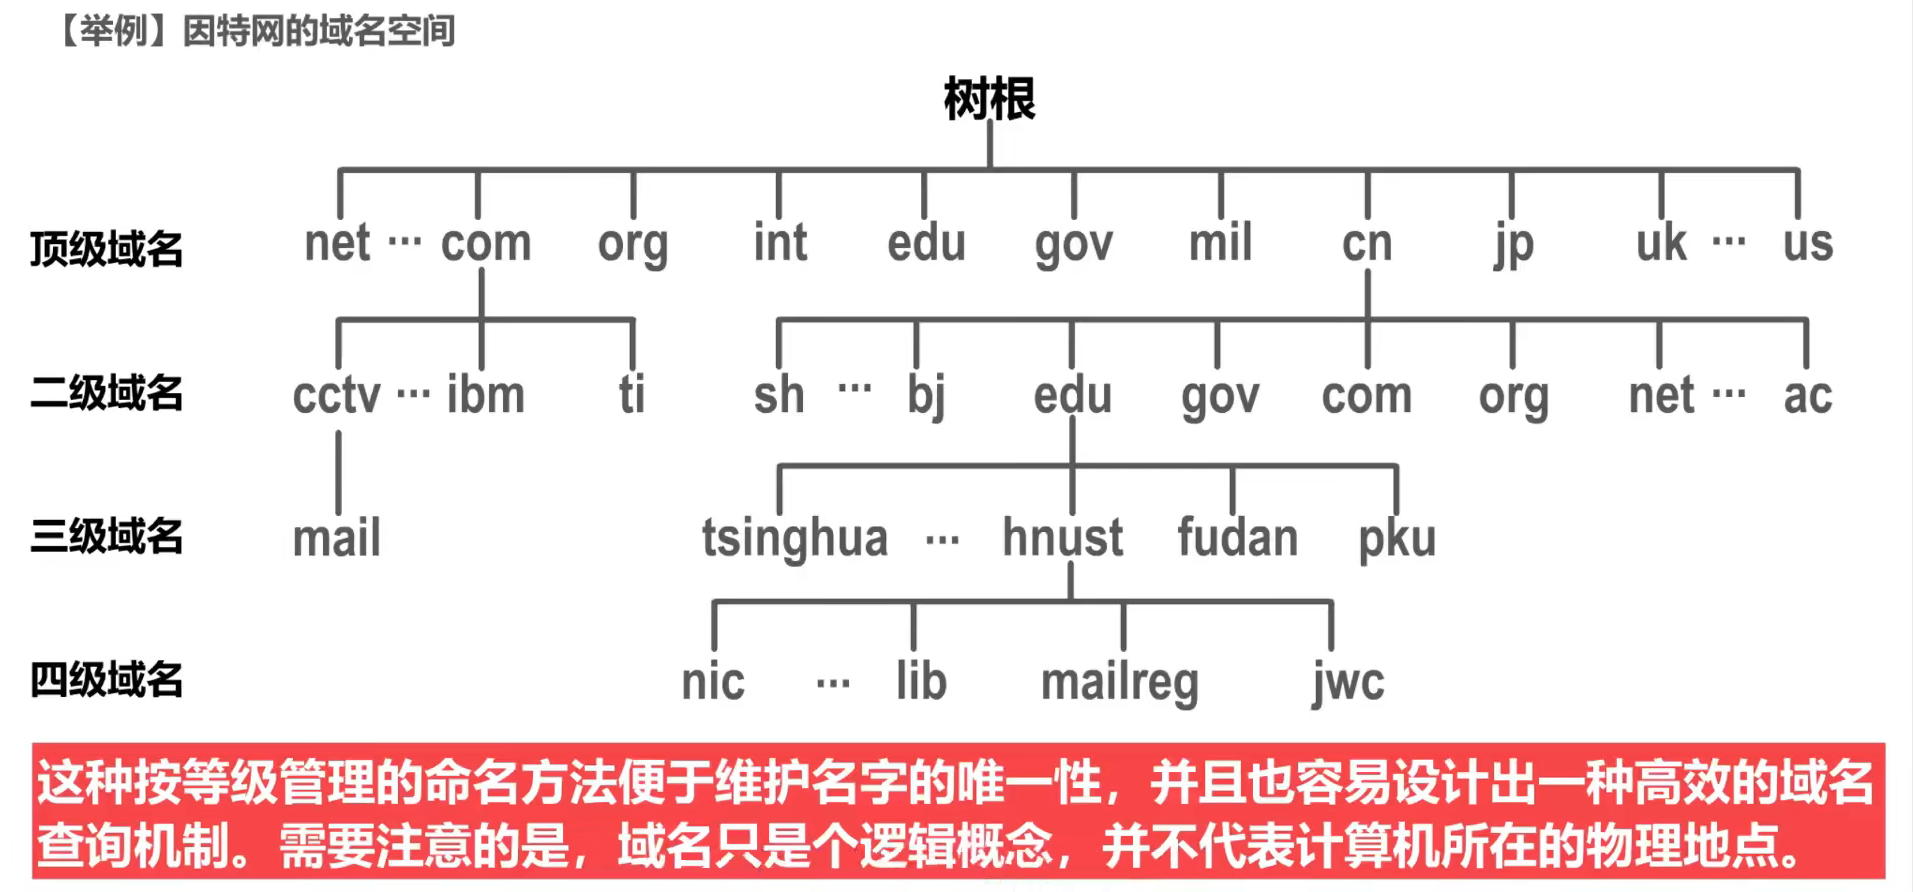 【举例】因特网的域名空间
树根
顶级域名 net … com org int edu gov mil cn jp uk … us
二级域名 cctv … ibm ti sh … bj edu gov com org net … ac
三级域名 mail tsinghua … hnust fudan pku
四级域名 nic … lib mailreg jwc
这种按等级管理的命名方法便于维护名字的唯一性，并且也容易设计出一种高效的域名
查询机制。需要注意的是，域名只是个逻辑概念，并不代表计算机所在的物理地点。